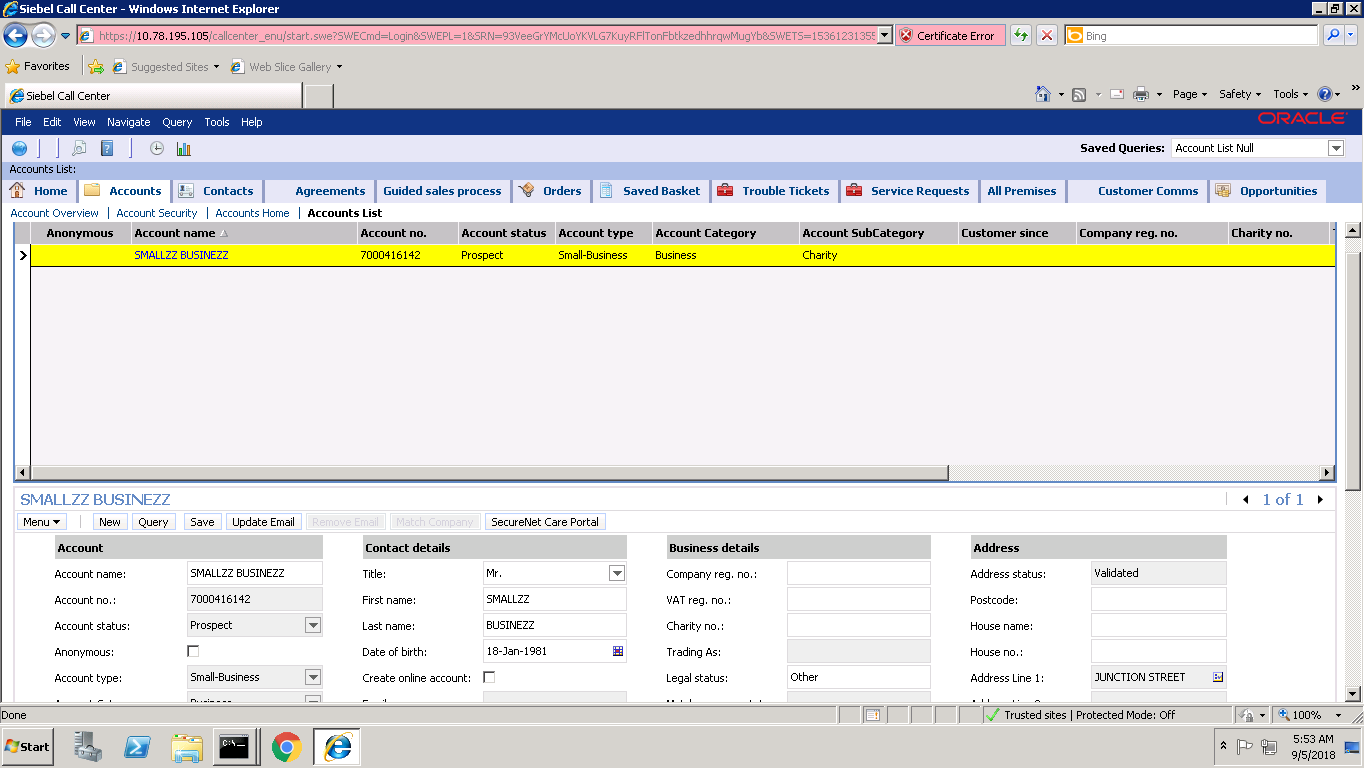 Siebel Call Center - Windows Internet Explorer
https://10.78.195.105/callcenter_enu/start.swe?SWECmd=Login&SWEPL=1&SRN=93VeeGrYMcUoYKVLG7KuyRFlTonFbtkzedhhrqwMugYb&SWETS=1536123135 Certificate Error Bing
Favorites Suggested Sites Web Slice Gallery
Siebel Call Center Page Safety Tools
File Edit View Navigate Query Tools Help ORACLE
Saved Queries: Account List Null
Accounts List:
Home Accounts Contacts Agreements Guided sales process Orders Saved Basket Trouble Tickets Service Requests All Premises Customer Comms Opportunities
Account Overview | Account Security | Accounts Home | Accounts List
Anonymous Account name Account no. Account status Account type Account Category Account SubCategory Customer since Company reg. no. Charity no.
SMALLZZ BUSINEZZ 7000416142 Prospect Small-Business Business Charity
SMALLZZ BUSINEZZ 1 of 1
Menu New Query Save Update Email Remove Email Match Company SecureNet Care Portal
Account Contact details Business details Address
Account name: SMALLZZ BUSINEZZ Title: Mr. Company reg. no.: Address status: Validated
Account no.: 7000416142 First name: SMALLZZ VAT reg. no.: Postcode:
Account status: Prospect Last name: BUSINEZZ Charity no.: House name:
Anonymous: Date of birth: 18-Jan-1981 Trading As: House no.:
Account type: Small-Business Create online account: Legal status: Other Address Line 1: JUNCTION STREET
Done Trusted sites | Protected Mode: Off 100%
Start 5:53 AM
9/5/2018